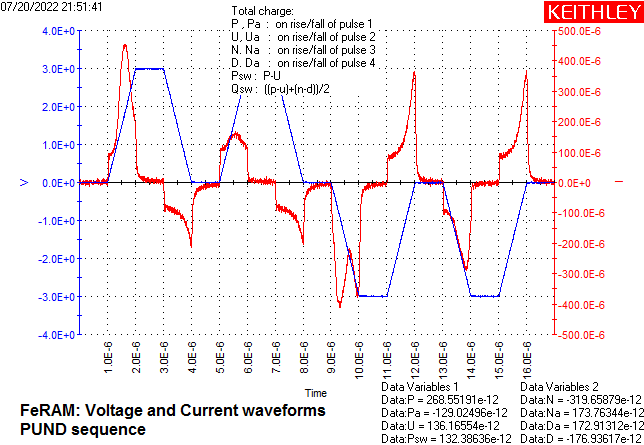 07/20/2022 21:51:41
KEITHLEY
Total charge:
P , Pa : on rise/fall of pulse 1
U, Ua : on rise/fall of pulse 2
N. Na : on rise/fall of pulse 3
D. Da : on rise/fall of pulse 4
Psw : P-U
Qsw : ((p-u)+(n-d))/2
4.0E+0
3.0E+0
2.0E+0
1.0E+0
0.0E+0
-1.0E+0
-2.0E+0
-3.0E+0
-4.0E+0
V
500.0E-6
400.0E-6
300.0E-6
200.0E-6
100.0E-6
0.0E+0
-100.0E-6
-200.0E-6
-300.0E-6
-400.0E-6
-500.0E-6
I
1.0E-6
2.0E-6
3.0E-6
4.0E-6
5.0E-6
6.0E-6
7.0E-6
8.0E-6
9.0E-6
10.0E-6
11.0E-6
12.0E-6
13.0E-6
14.0E-6
15.0E-6
16.0E-6
Time
FeRAM: Voltage and Current waveforms
PUND sequence
Data Variables 1
Data:P = 268.55191e-12
Data:Pa = -129.02496e-12
Data:U = 136.16554e-12
Data:Psw = 132.38636e-12
Data Variables 2
Data:N = -319.65879e-12
Data:Na = 173.76344e-12
Data:Da = 172.91312e-12
Data:D = -176.93617e-12